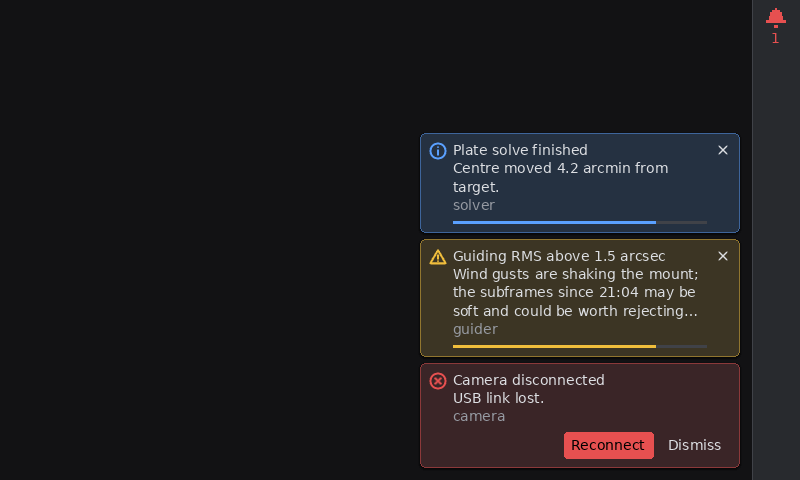 1
Plate solve finished
Centre moved 4.2 arcmin from
target.
solver
Guiding RMS above 1.5 arcsec
Wind gusts are shaking the mount;
the subframes since 21:04 may be
soft and could be worth rejecting…
guider
Camera disconnected
USB link lost.
camera
Reconnect Dismiss